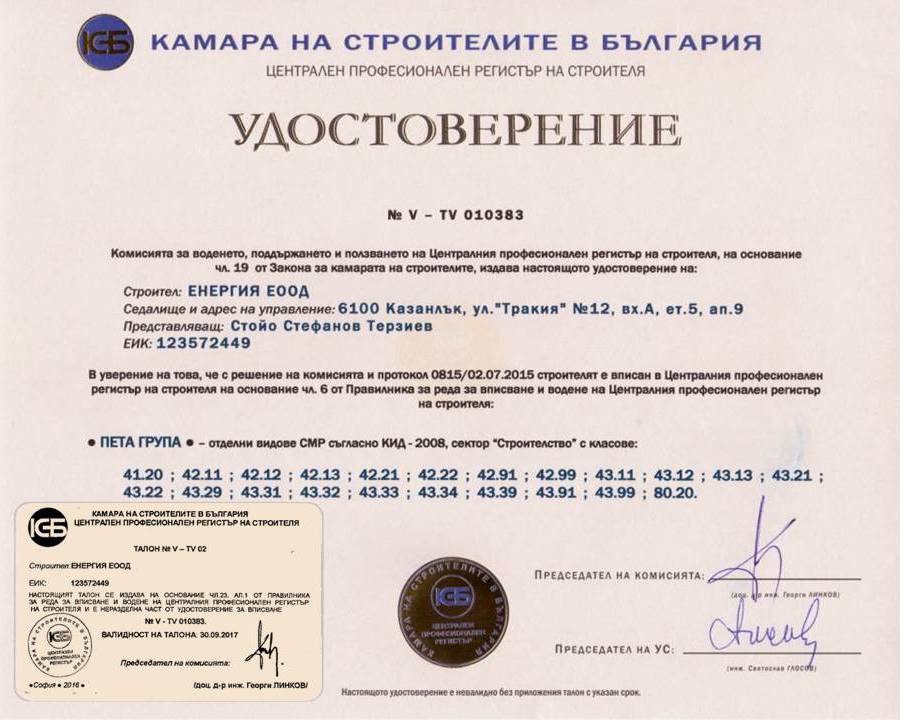 КСБ КАМАРА НА СТРОИТЕЛИТЕ В БЪЛГАРИЯ
ЦЕНТРАЛЕН ПРОФЕСИОНАЛЕН РЕГИСТЪР НА СТРОИТЕЛЯ
УДОСТОВЕРЕНИЕ
№ V – TV 010383
Комисията за воденето, поддържането и ползването на Централния професионален регистър на строителя, на основание
чл. 19 от Закона за камарата на строителите, издава настоящото удостоверение на:
Строител: ЕНЕРГИЯ ЕООД
Седалище и адрес на управление: 6100 Казанлък, ул."Тракия" №12, вх.А, ет.5, ап.9
Представляващ: Стойо Стефанов Терзиев
ЕИК: 123572449
В уверение на това, че с решение на комисията и протокол 0815/02.07.2015 строителят е вписан в Централния професионален
регистър на строителя на основание чл. 6 от Правилника за реда за вписване и водене на Централния професионален регистър
на строителя:
● ПЕТА ГРУПА ● – отделни видове СМР съгласно КИД - 2008, сектор "Строителство" с класове:
41.20 ; 42.11 ; 42.12 ; 42.13 ; 42.21 ; 42.22 ; 42.91 ; 42.99 ; 43.11 ; 43.12 ; 43.13 ; 43.21 ;
43.22 ; 43.29 ; 43.31 ; 43.32 ; 43.33 ; 43.34 ; 43.39 ; 43.91 ; 43.99 ; 80.20.
КСБ
КАМАРА НА СТРОИТЕЛИТЕ В БЪЛГАРИЯ
ЦЕНТРАЛЕН ПРОФЕСИОНАЛЕН РЕГИСТЪР НА СТРОИТЕЛЯ
ТАЛОН № V – TV 02
Строител: ЕНЕРГИЯ ЕООД
ЕИК: 123572449
НАСТОЯЩИЯТ ТАЛОН СЕ ИЗДАВА НА ОСНОВАНИЕ ЧЛ.23, АЛ.1 ОТ ПРАВИЛНИКА
ЗА РЕДА ЗА ВПИСВАНЕ И ВОДЕНЕ НА ЦЕНТРАЛНИЯ ПРОФЕСИОНАЛЕН РЕГИСТЪР
НА СТРОИТЕЛЯ И Е НЕРАЗДЕЛНА ЧАСТ ОТ УДОСТОВЕРЕНИЕ ЗА ВПИСВАНЕ
№ V - TV 010383.
ВАЛИДНОСТ НА ТАЛОНА: 30.09.2017
Председател на комисията:
/доц. д-р инж. Георги ЛИНКОВ/
КАМАРА НА СТРОИТЕЛИТЕ В БЪЛГАРИЯ
КСБ
ЦЕНТРАЛЕН
ПРОФЕСИОНАЛЕН
РЕГИСТЪР
● София ● 2016 ●
КАМАРА НА СТРОИТЕЛИТЕ В БЪЛГАРИЯ
КСБ
ЦЕНТРАЛЕН
ПРОФЕСИОНАЛЕН
РЕГИСТЪР
ПРЕДСЕДАТЕЛ НА КОМИСИЯТА:
(доц. д-р инж. Георги ЛИНКОВ)
ПРЕДСЕДАТЕЛ НА УС:
(инж. Светослав ГЛОСОВ)
Настоящото удостоверение е невалидно без приложения талон с указан срок.